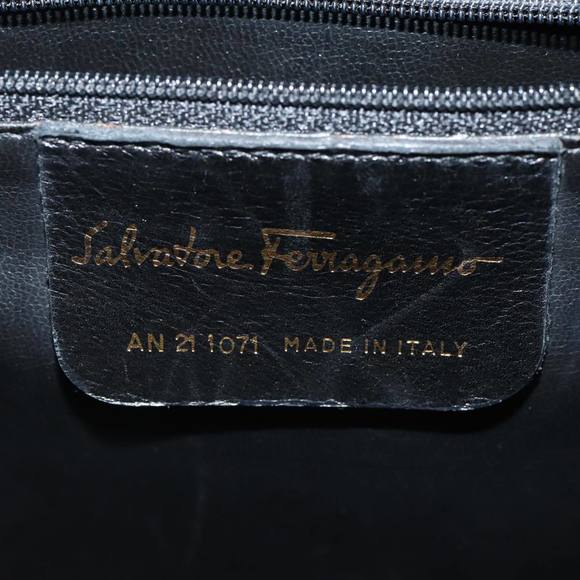 Salvatore Ferragamo
AN 21 1071 MADE IN ITALY